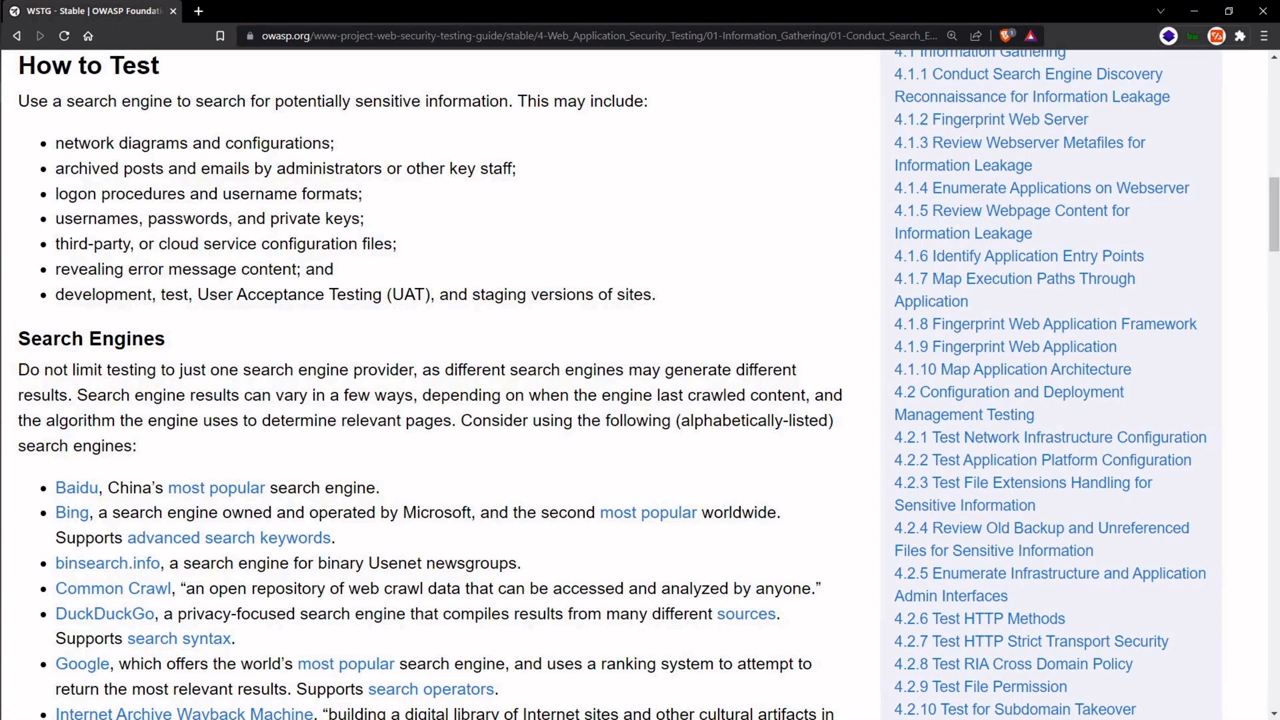 WSTG - Stable | OWASP Foundati
owasp.org/www-project-web-security-testing-guide/stable/4-Web_Application_Security_Testing/01-Information_Gathering/01-Conduct_Search_E...
How to Test
Use a search engine to search for potentially sensitive information. This may include:
network diagrams and configurations;
archived posts and emails by administrators or other key staff;
logon procedures and username formats;
usernames, passwords, and private keys;
third-party, or cloud service configuration files;
revealing error message content; and
development, test, User Acceptance Testing (UAT), and staging versions of sites.
Search Engines
Do not limit testing to just one search engine provider, as different search engines may generate different
results. Search engine results can vary in a few ways, depending on when the engine last crawled content, and
the algorithm the engine uses to determine relevant pages. Consider using the following (alphabetically-listed)
search engines:
Baidu, China’s most popular search engine.
Bing, a search engine owned and operated by Microsoft, and the second most popular worldwide.
Supports advanced search keywords.
binsearch.info, a search engine for binary Usenet newsgroups.
Common Crawl, “an open repository of web crawl data that can be accessed and analyzed by anyone.”
DuckDuckGo, a privacy-focused search engine that compiles results from many different sources.
Supports search syntax.
Google, which offers the world’s most popular search engine, and uses a ranking system to attempt to
return the most relevant results. Supports search operators.
Internet Archive Wayback Machine, “building a digital library of Internet sites and other cultural artifacts in
4.1 Information Gathering
4.1.1 Conduct Search Engine Discovery
Reconnaissance for Information Leakage
4.1.2 Fingerprint Web Server
4.1.3 Review Webserver Metafiles for
Information Leakage
4.1.4 Enumerate Applications on Webserver
4.1.5 Review Webpage Content for
Information Leakage
4.1.6 Identify Application Entry Points
4.1.7 Map Execution Paths Through
Application
4.1.8 Fingerprint Web Application Framework
4.1.9 Fingerprint Web Application
4.1.10 Map Application Architecture
4.2 Configuration and Deployment
Management Testing
4.2.1 Test Network Infrastructure Configuration
4.2.2 Test Application Platform Configuration
4.2.3 Test File Extensions Handling for
Sensitive Information
4.2.4 Review Old Backup and Unreferenced
Files for Sensitive Information
4.2.5 Enumerate Infrastructure and Application
Admin Interfaces
4.2.6 Test HTTP Methods
4.2.7 Test HTTP Strict Transport Security
4.2.8 Test RIA Cross Domain Policy
4.2.9 Test File Permission
4.2.10 Test for Subdomain Takeover